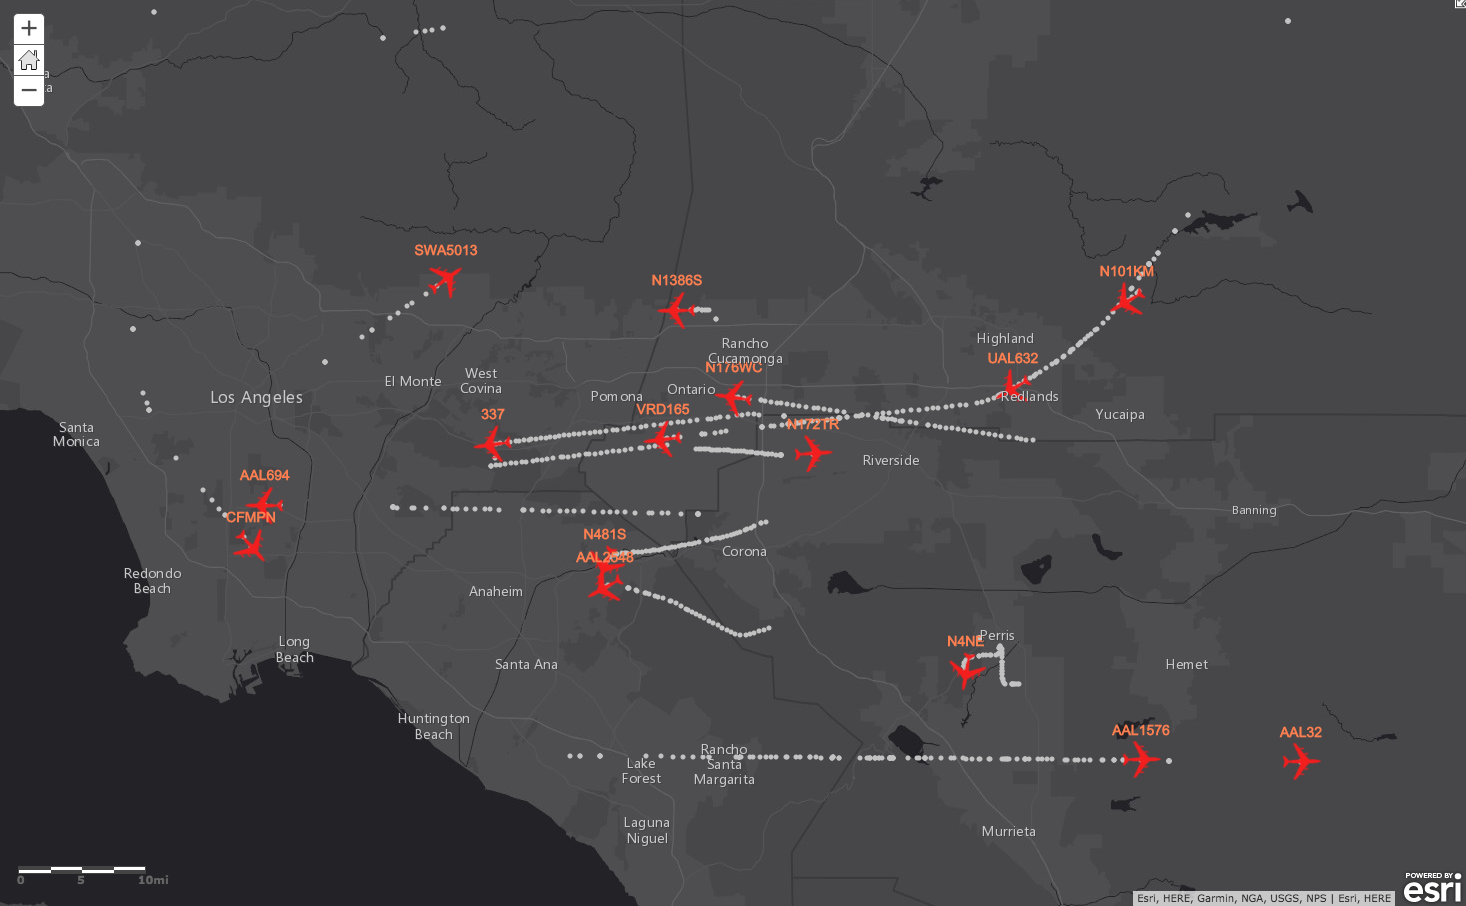 +
a
ta
−
SWA5013
N1386S
N101KM
Highland
Rancho
Cucamonga
UAL632
N176WC
Redlands
West
Covina
El Monte
Pomona
Ontario
Los Angeles
337
VRD165
Yucaipa
N172TR
Santa
Monica
Riverside
AAL694
CFMPN
Banning
N481S
AAL2648
Corona
Redondo
Beach
Anaheim
Long
Beach
Santa Ana
N4NE
Perris
Hemet
Huntington
Beach
AAL1576
AAL32
Rancho
Santa
Margarita
Lake
Forest
Laguna
Niguel
Murrieta
0 5 10mi
POWERED BY
esri
Esri, HERE, Garmin, NGA, USGS, NPS | Esri, HERE